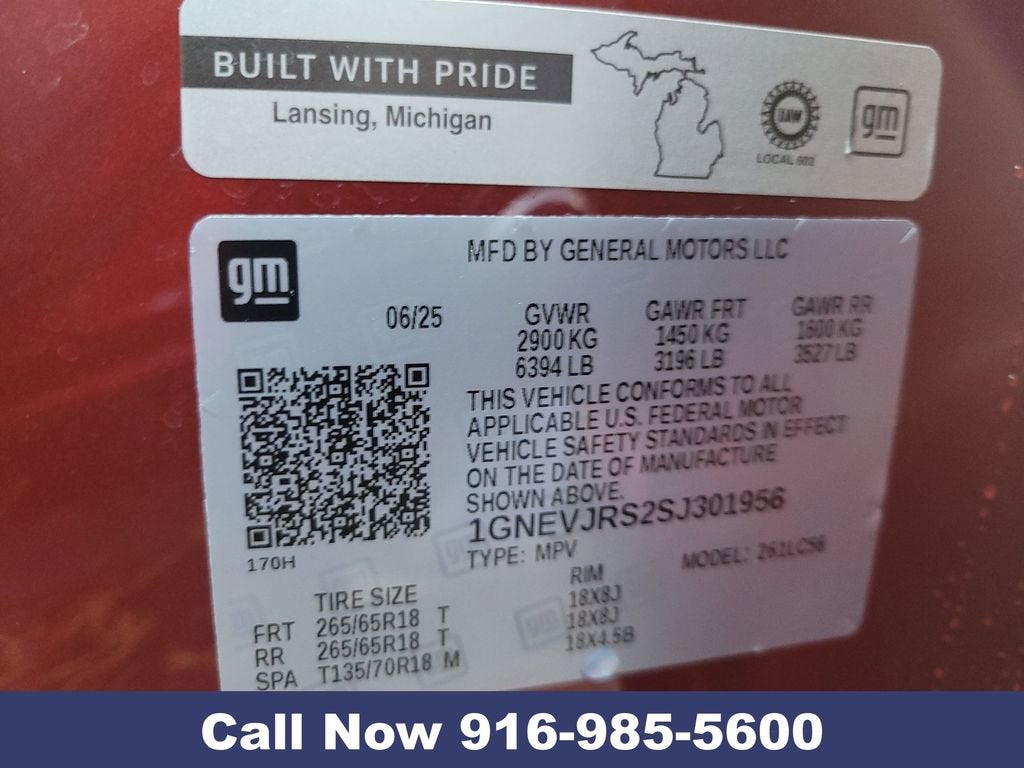 BUILT WITH PRIDE
Lansing, Michigan
UAW
LOCAL 602
gm
gm
MFD BY GENERAL MOTORS LLC
06/25
GVWR GAWR FRT GAWR RR
2900 KG 1450 KG 1600 KG
6394 LB 3196 LB 3527 LB
THIS VEHICLE CONFORMS TO ALL
APPLICABLE U.S. FEDERAL MOTOR
VEHICLE SAFETY STANDARDS IN EFFECT
ON THE DATE OF MANUFACTURE
SHOWN ABOVE.
1GNEVJRS2SJ301956
170H
TYPE: MPV MODEL:
TIRE SIZE RIM
FRT 265/65R18 T 18X8J
RR 265/65R18 T 18X8J
SPA T135/70R18 M 18X4.5B
Call Now 916-985-5600